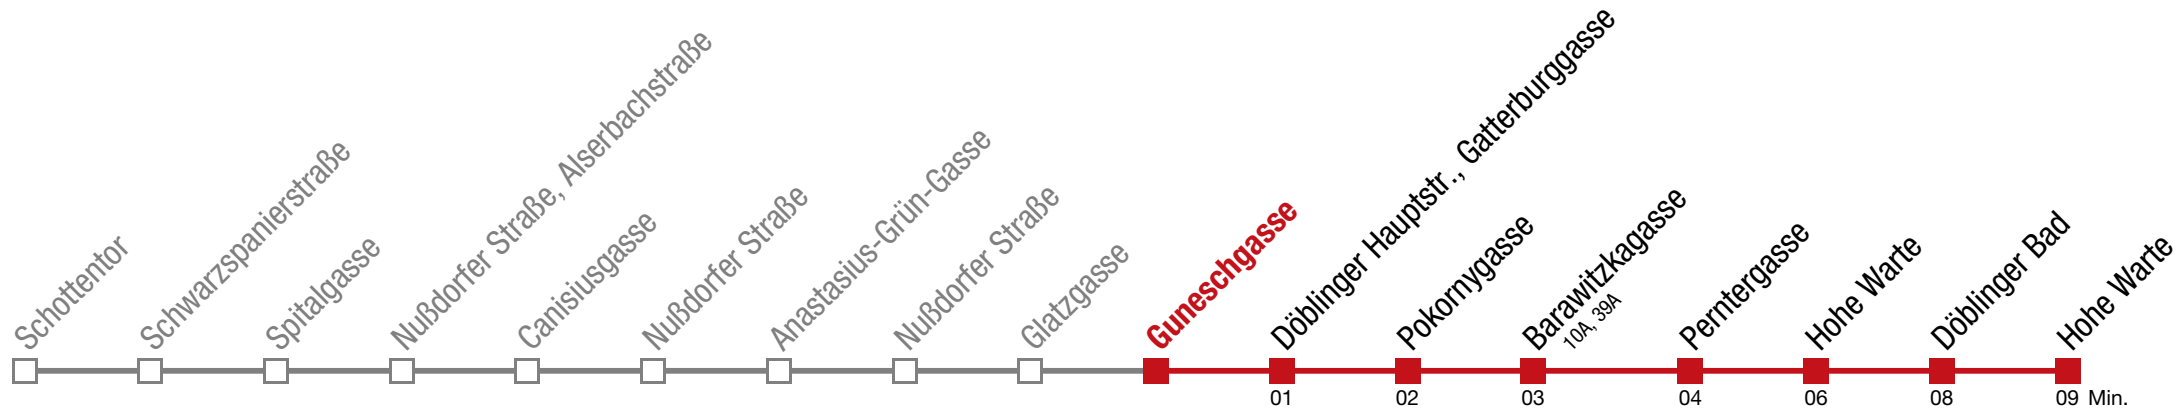 Schottentor
Schwarzspanierstraße
Spitalgasse
Nußdorfer Straße, Alserbachstraße
Canisiusgasse
Nußdorfer Straße
Anastasius-Grün-Gasse
Nußdorfer Straße
Glatzgasse
Guneschgasse
Döblinger Hauptstr., Gatterburggasse
Pokornygasse
Barawitzkagasse
10A, 39A
Perntergasse
Hohe Warte
Döblinger Bad
Hohe Warte
01 02 03 04 06 08 09 Min.